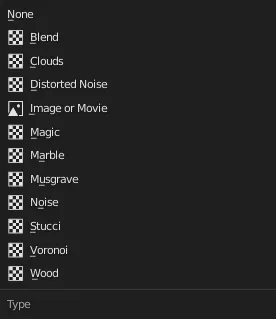 None
Blend
Clouds
Distorted Noise
Image or Movie
Magic
Marble
Musgrave
Noise
Stucci
Voronoi
Wood
Type